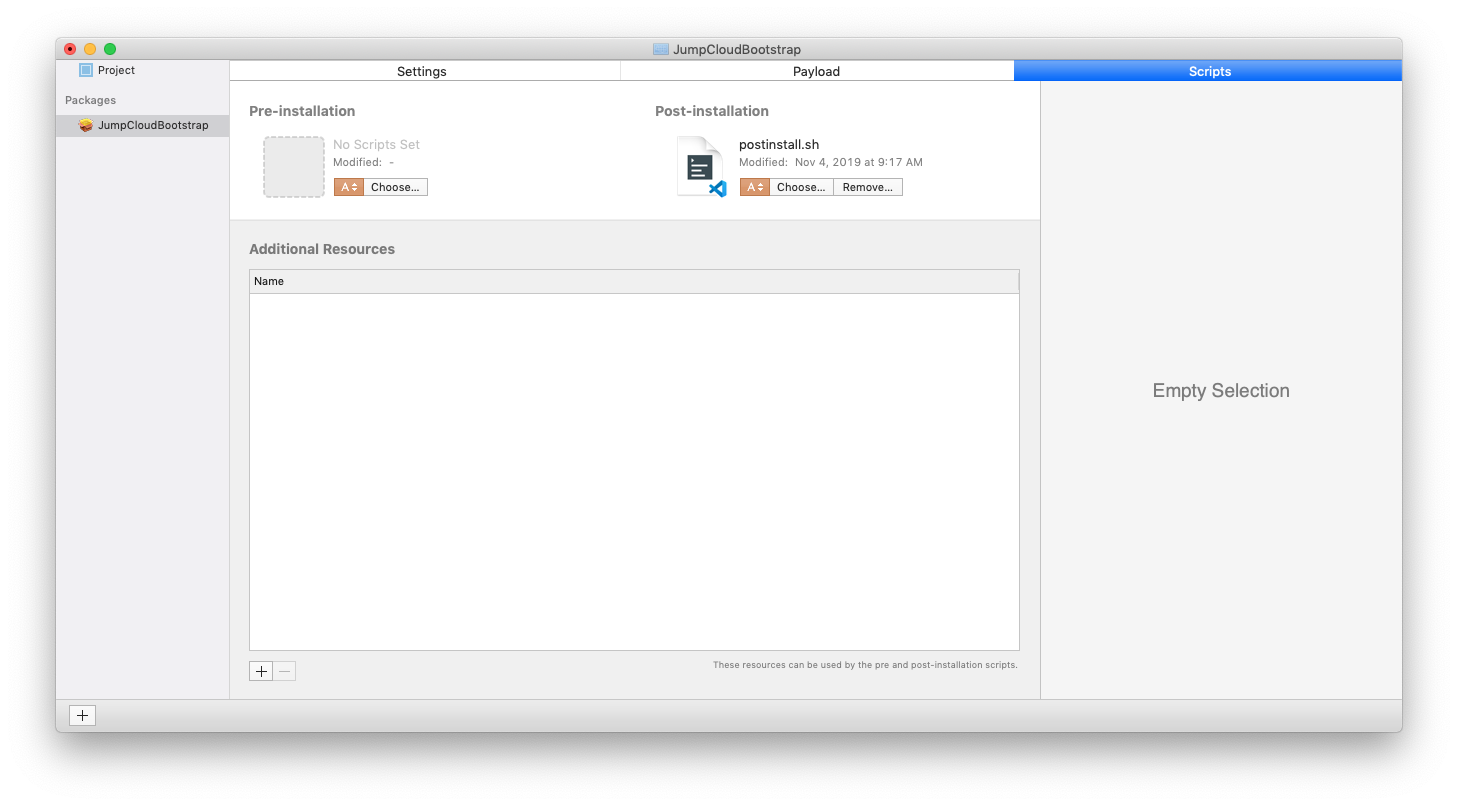 JumpCloudBootstrap
Project
Packages
JumpCloudBootstrap
Settings
Payload
Scripts
Pre-installation
No Scripts Set
Modified: -
A
Choose...
Post-installation
postinstall.sh
Modified: Nov 4, 2019 at 9:17 AM
A
Choose...
Remove...
Additional Resources
Name
These resources can be used by the pre and post-installation scripts.
Empty Selection